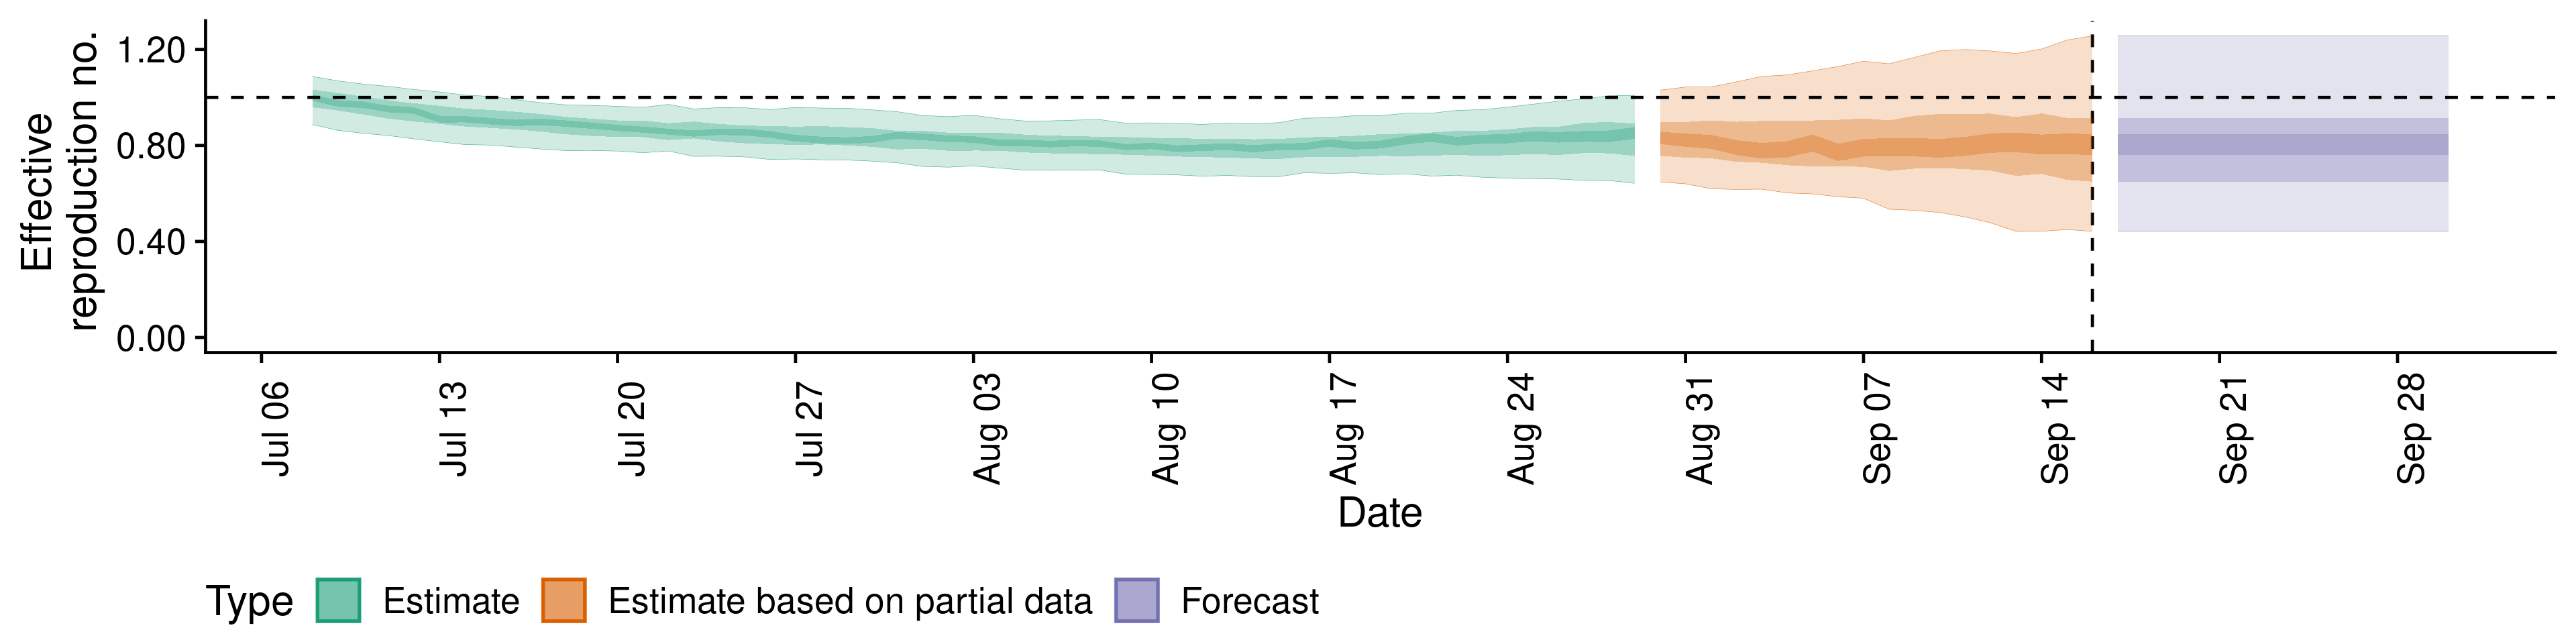 Effective
reproduction no.
1.20
0.80
0.40
0.00
Jul 06
Jul 13
Jul 20
Jul 27
Aug 03
Aug 10
Aug 17
Aug 24
Aug 31
Sep 07
Sep 14
Sep 21
Sep 28
Date
Type Estimate Estimate based on partial data Forecast